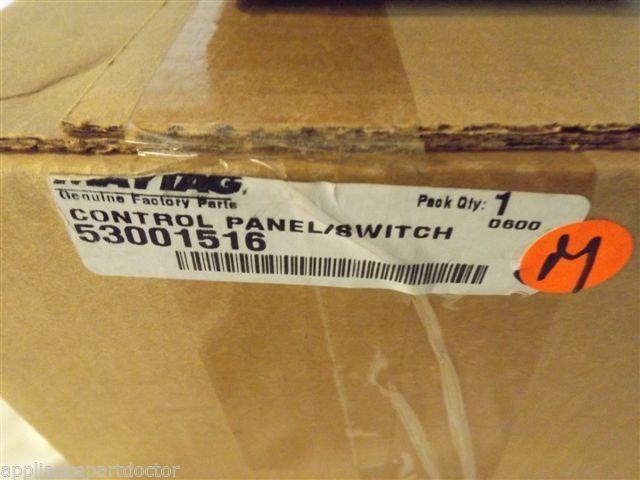 MAYTAG
Genuine Factory Parts
Pack Qty: 1
0600
CONTROL PANEL/SWITCH
53001516
M
appliancepartdoctor